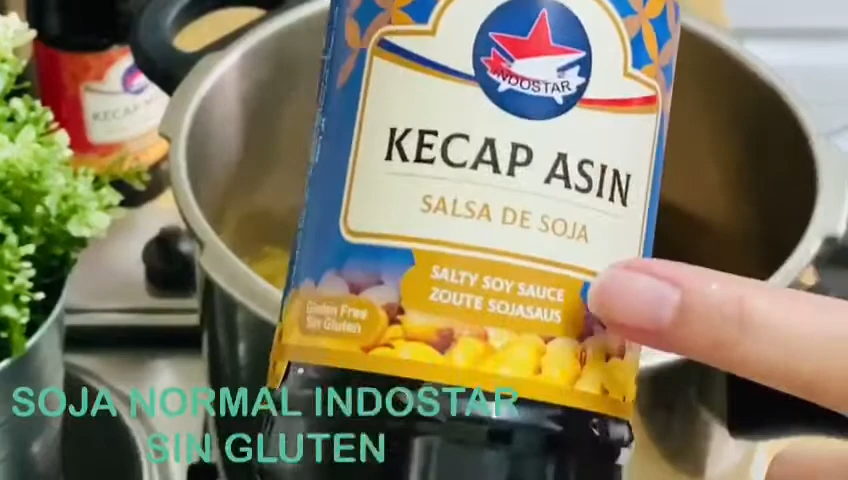 INDOSTAR
KECAP ASIN
SALSA DE SOJA
SALTY SOY SAUCE
ZOUTE SOJASAUS
Gluten Free
Sin Gluten
KECAP
SOJA NORMAL INDOSTAR
SIN GLUTEN